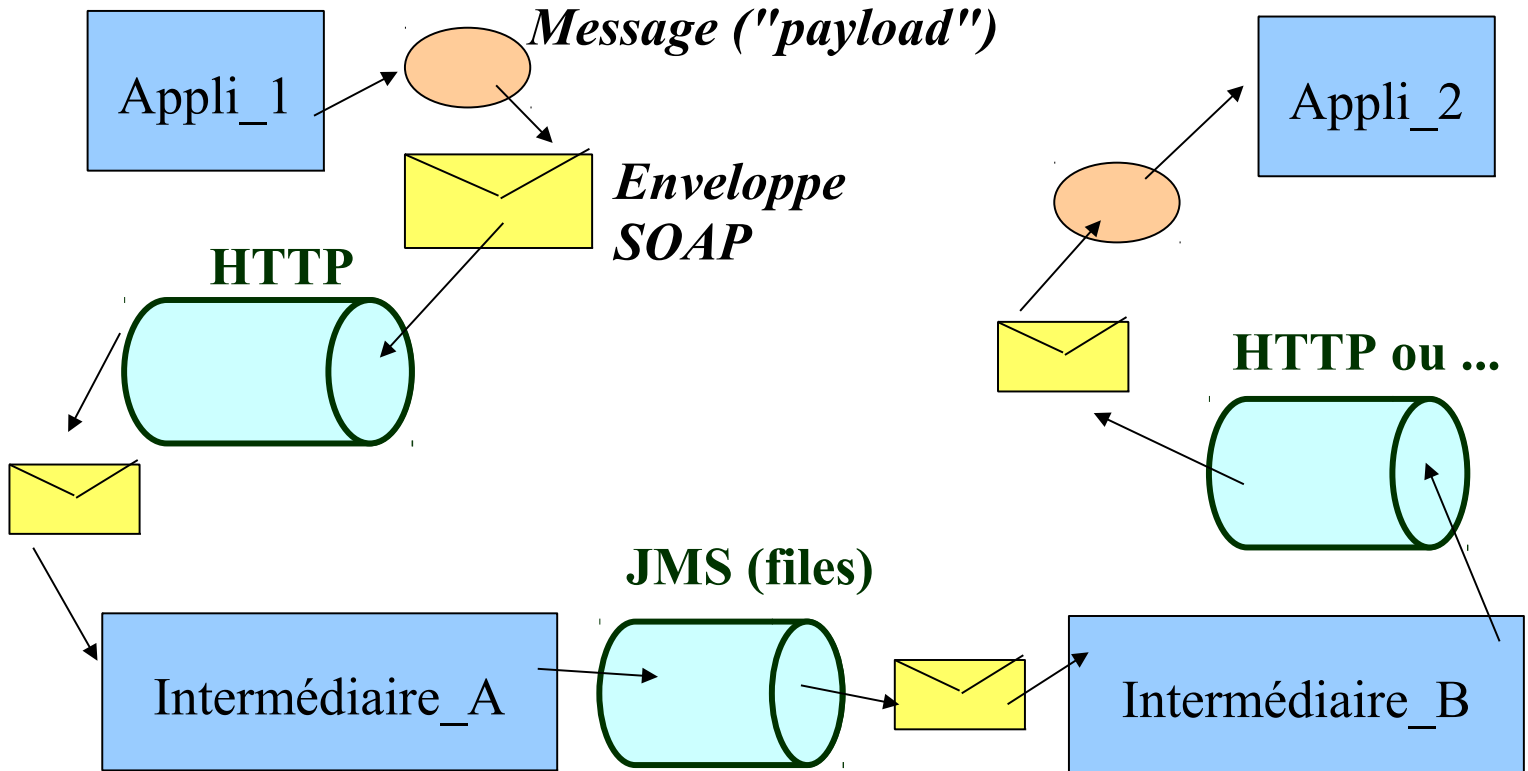 Message ("payload")
Appli_1
Appli_2
Enveloppe
SOAP
HTTP
HTTP ou ...
JMS (files)
Intermédiaire_A
Intermédiaire_B